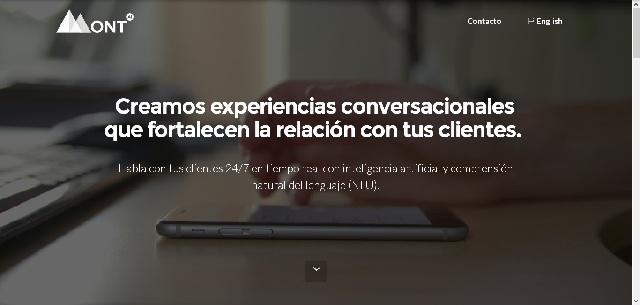 MONT AI
Contacto
English
Creamos experiencias conversacionales
que fortalecen la relación con tus clientes.
Habla con tus clientes 24/7 en tiempo real con inteligencia artificial y comprensión
natural del lenguaje (NLU).